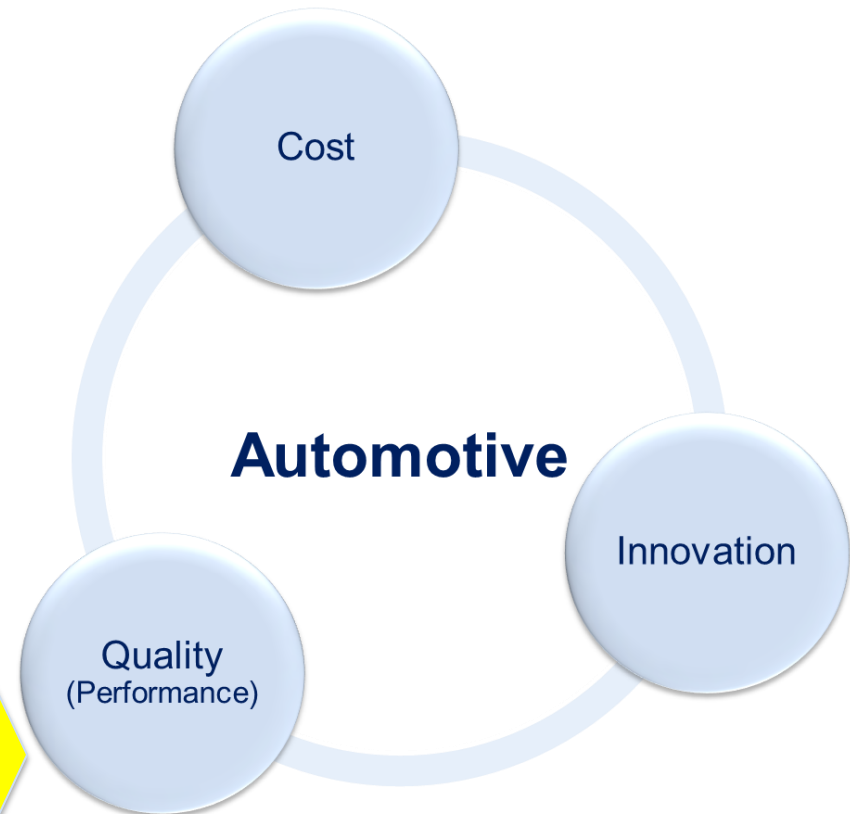 Cost
Automotive
Innovation
Quality
(Performance)